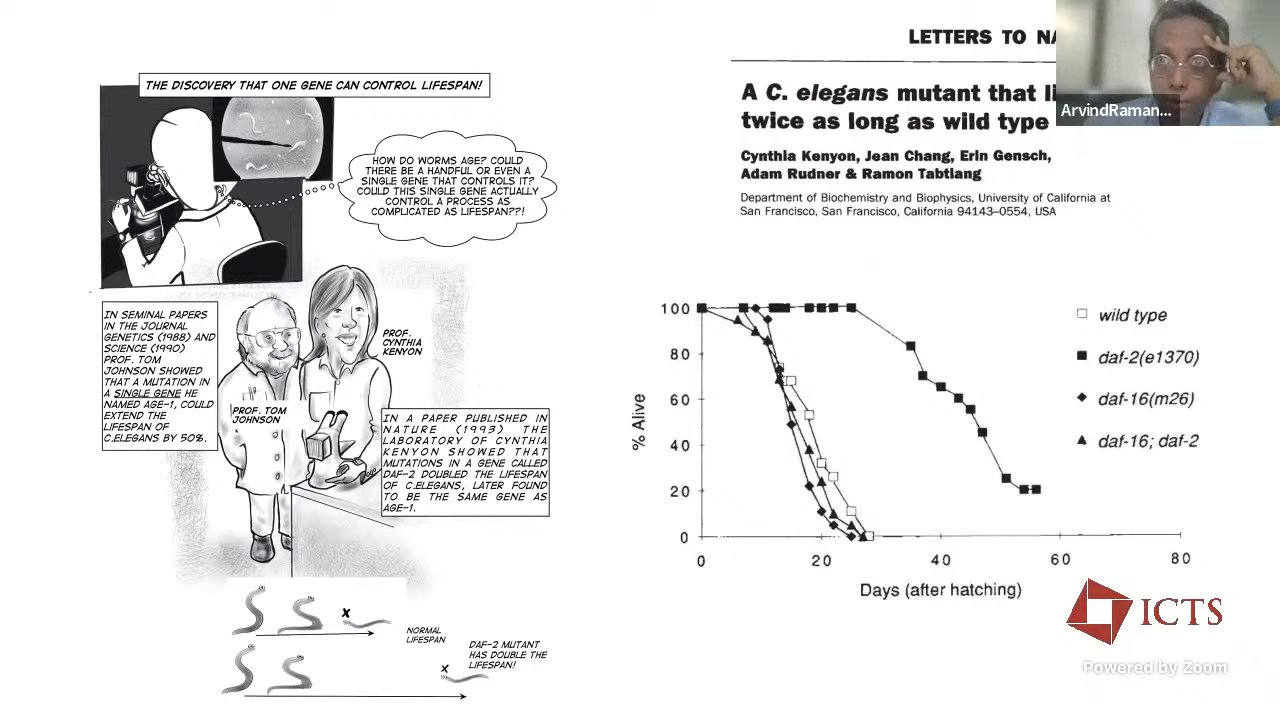 THE DISCOVERY THAT ONE GENE CAN CONTROL LIFESPAN!
HOW DO WORMS AGE? COULD
THERE BE A HANDFUL OR EVEN A
SINGLE GENE THAT CONTROLS IT?
COULD THIS SINGLE GENE ACTUALLY
CONTROL A PROCESS AS
COMPLICATED AS LIFESPAN??!
IN SEMINAL PAPERS
IN THE JOURNAL
GENETICS (1988) AND
SCIENCE (1990)
PROF. TOM
JOHNSON SHOWED
THAT A MUTATION IN
A SINGLE GENE HE
NAMED AGE-1, COULD
EXTEND THE
LIFESPAN OF
C.ELEGANS BY 50%.
PROF. TOM
JOHNSON
PROF.
CYNTHIA
KENYON
IN A PAPER PUBLISHED IN
NATURE (1993) THE
LABORATORY OF CYNTHIA
KENYON SHOWED THAT
MUTATIONS IN A GENE CALLED
DAF-2 DOUBLED THE LIFESPAN
OF C.ELEGANS, LATER FOUND
TO BE THE SAME GENE AS
AGE-1.
X
NORMAL
LIFESPAN
X
DAF-2 MUTANT
HAS DOUBLE THE
LIFESPAN!
LETTERS TO NA
A C. elegans mutant that li
twice as long as wild type
Cynthia Kenyon, Jean Chang, Erin Gensch,
Adam Rudner & Ramon Tabtiang
Department of Biochemistry and Biophysics, University of California at
San Francisco, San Francisco, California 94143–0554, USA
ArvindRaman...
% Alive
100
80
60
40
20
0
0 20 40 60 80
Days (after hatching)
wild type
daf-2(e1370)
daf-16(m26)
daf-16; daf-2
ICTS
Powered by Zoom